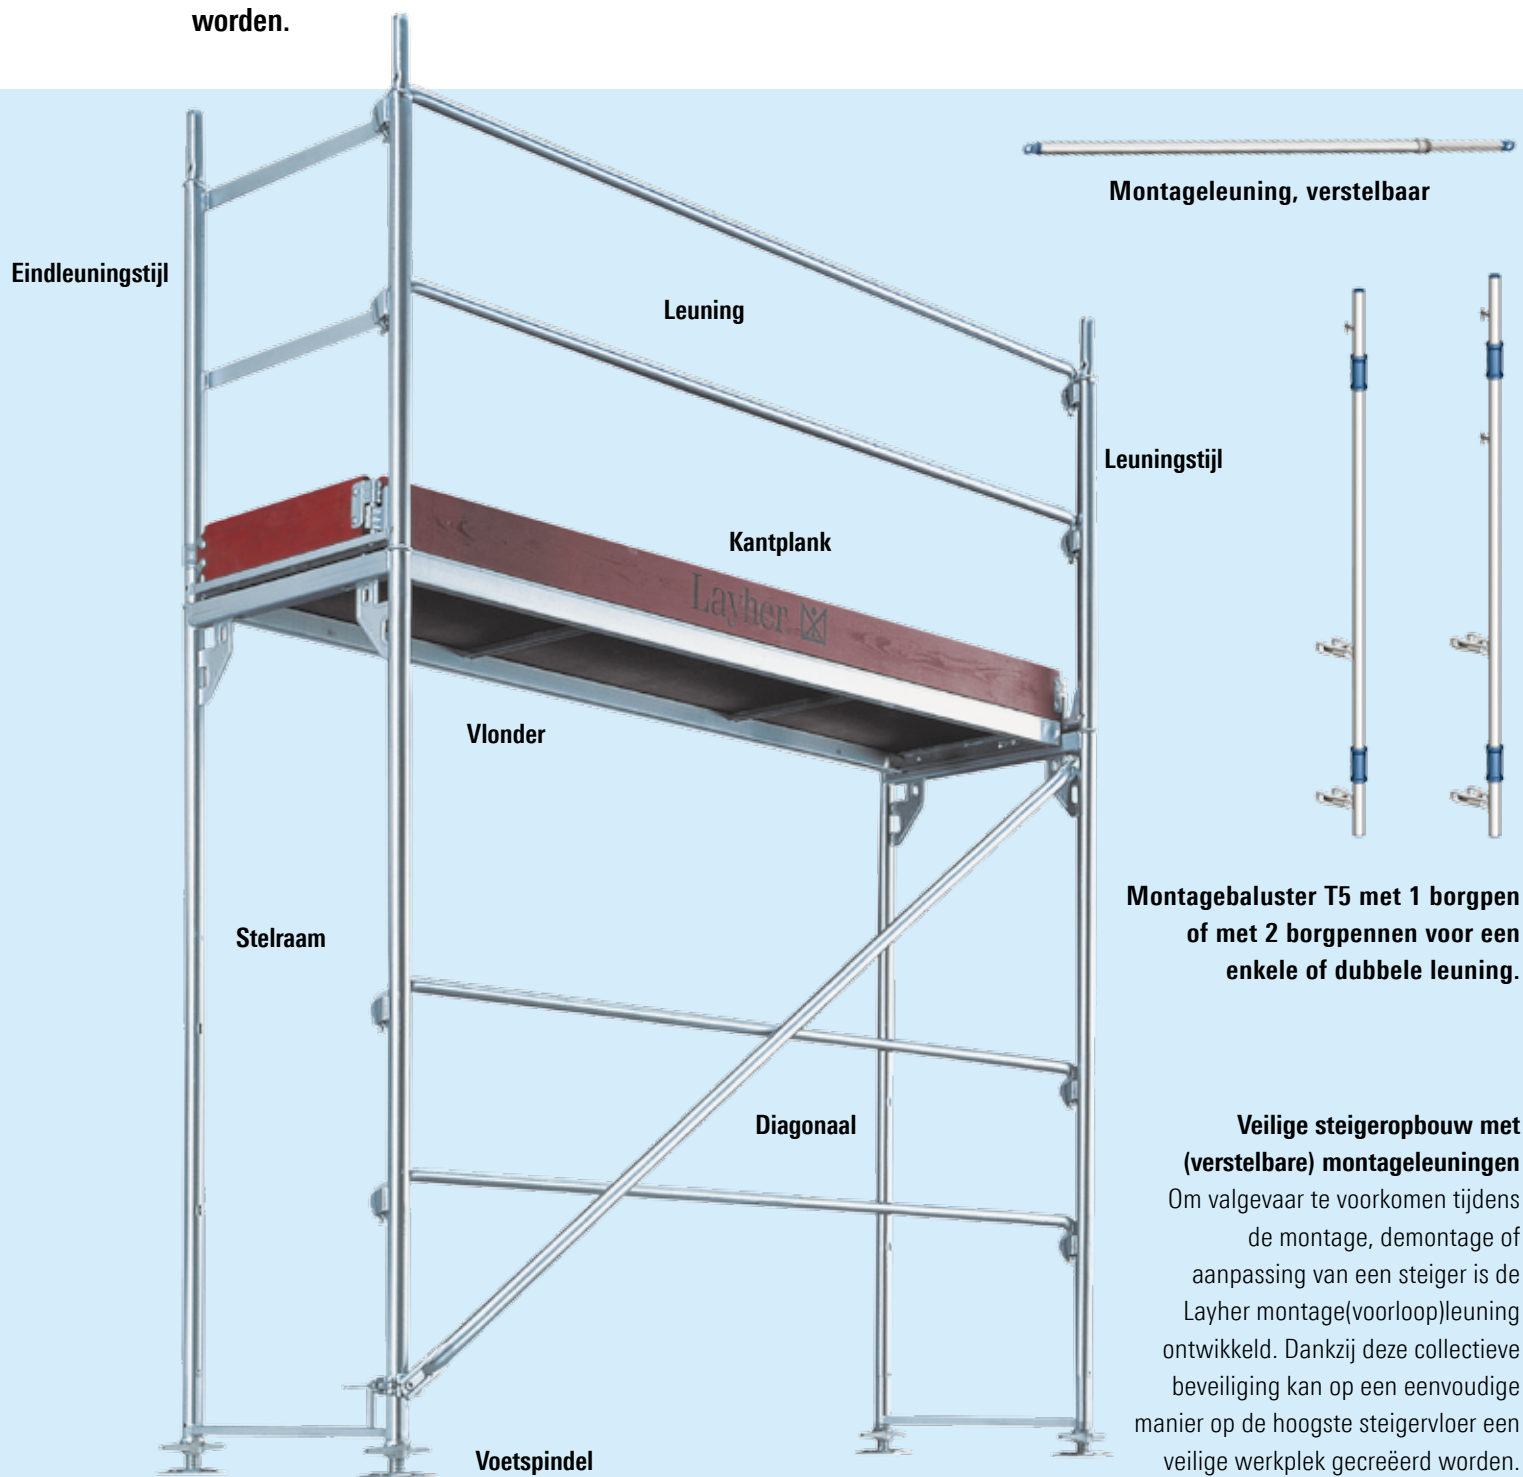 worden.
Montageleuning, verstelbaar
Eindleuningstijl
Leuning
Leuningstijl
Kantplank
Layher
Vlonder
Montagebaluster T5 met 1 borgpen
of met 2 borgpennen voor een
enkele of dubbele leuning.
Stelraam
Diagonaal
Veilige steigeropbouw met
(verstelbare) montageleuningen
Om valgevaar te voorkomen tijdens
de montage, demontage of
aanpassing van een steiger is de
Layher montage(voorloop)leuning
ontwikkeld. Dankzij deze collectieve
beveiliging kan op een eenvoudige
manier op de hoogste steigervloer een
veilige werkplek gecreëerd worden.
Voetspindel